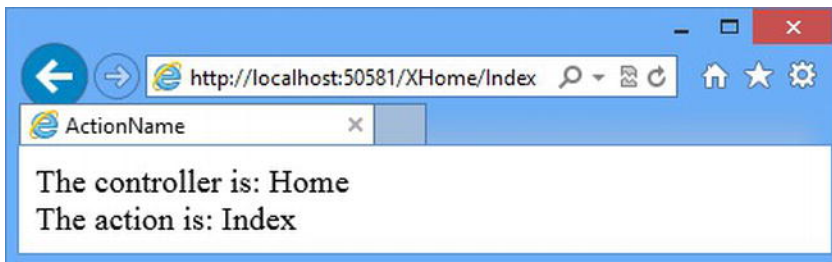 http://localhost:50581/XHome/Index
ActionName
The controller is: Home
The action is: Index